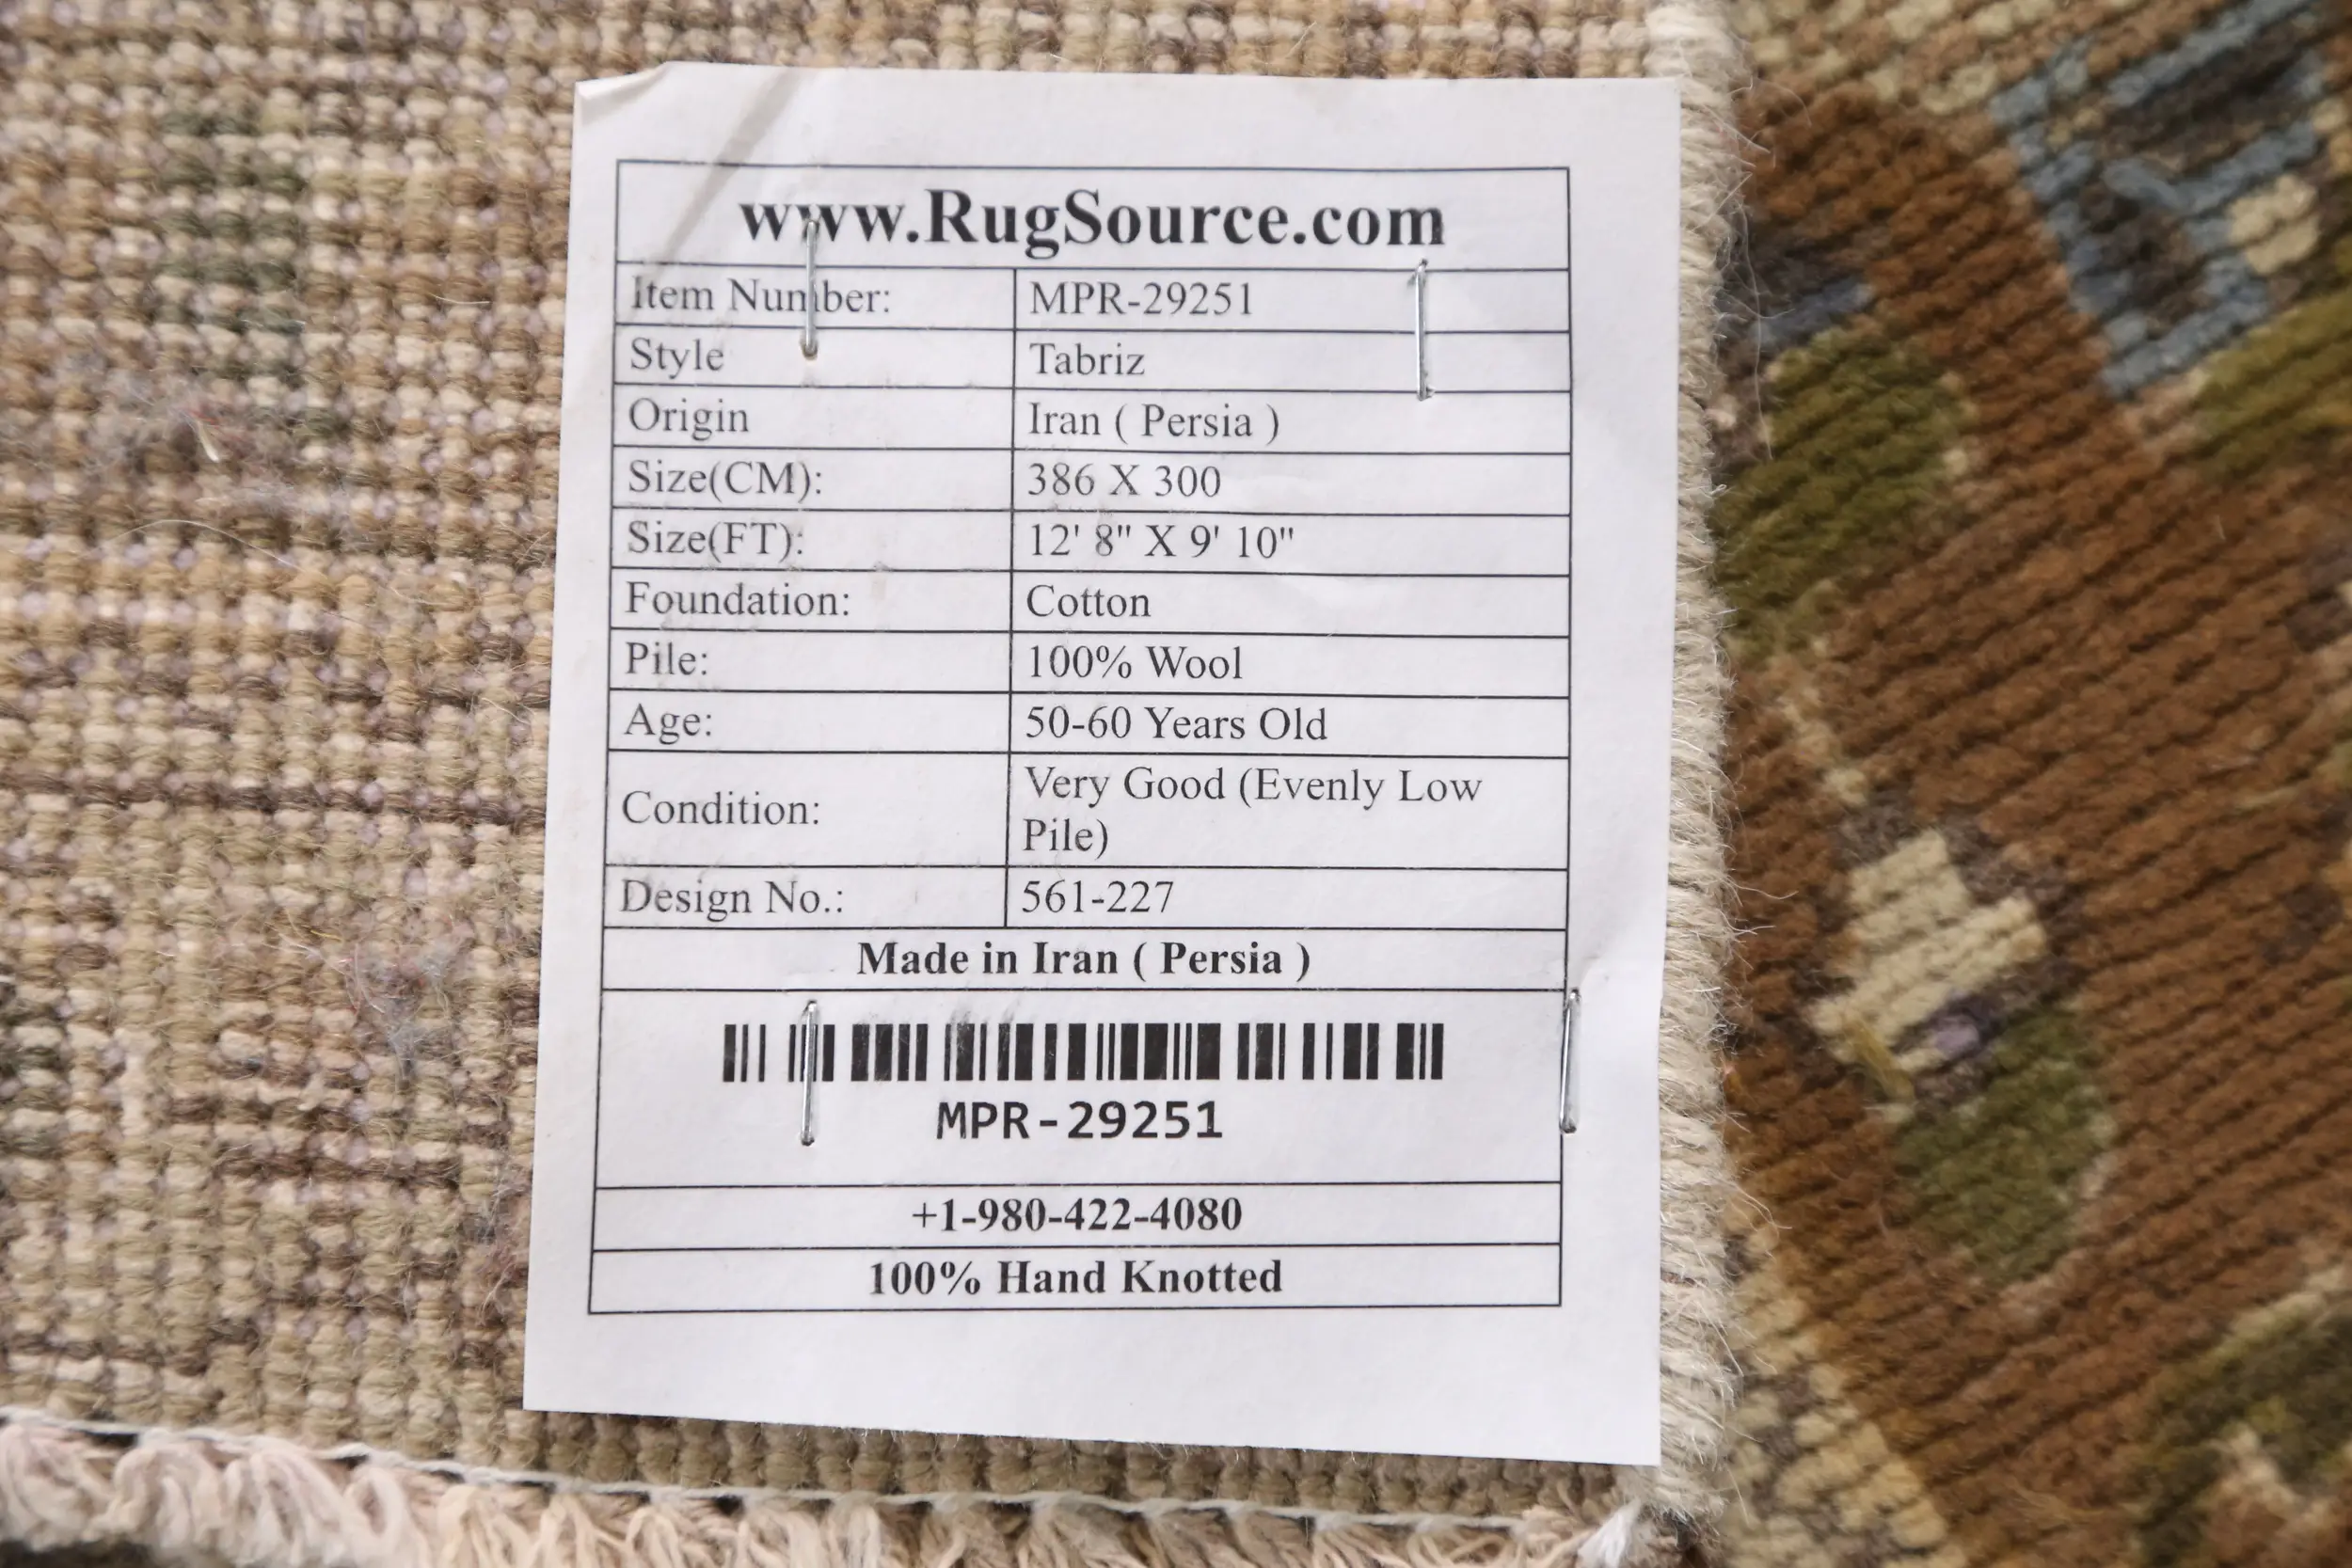 www.RugSource.com
Item Number: MPR-29251
Style Tabriz
Origin Iran ( Persia )
Size(CM): 386 X 300
Size(FT): 12' 8" X 9' 10"
Foundation: Cotton
Pile: 100% Wool
Age: 50-60 Years Old
Condition: Very Good (Evenly Low
Pile)
Design No.: 561-227
Made in Iran ( Persia )
MPR-29251
+1-980-422-4080
100% Hand Knotted